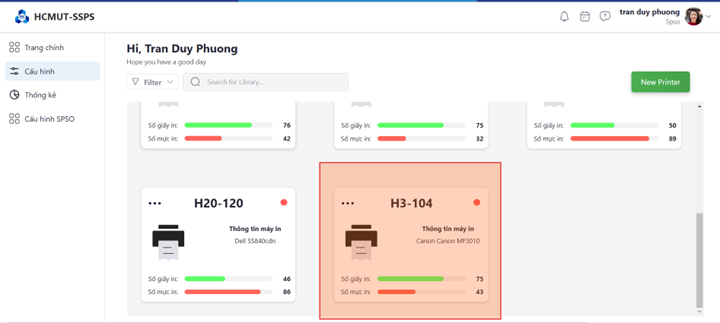 HCMUT-SSPS
tran duy phuong
Spso
Trang chính
Cấu hình
Thống kê
Cấu hình SPSO
Hi, Tran Duy Phuong
Hope you have a good day
Filter
Search for Library...
New Printer
Số giấy in: 76
Số mực in: 42
Số giấy in: 75
Số mực in: 32
Số giấy in: 50
Số mực in: 89
H20-120
Thông tin máy in
Dell S5840cdn
Số giấy in: 46
Số mực in: 86
H3-104
Thông tin máy in
Canon Canon MF3010
Số giấy in: 75
Số mực in: 43